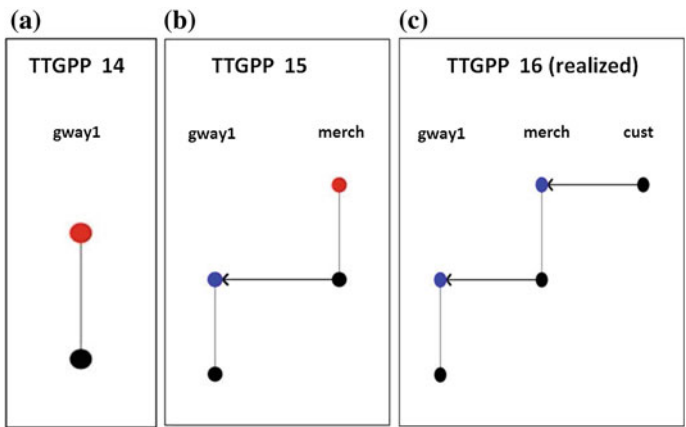 (a)
TTGPP 14
gway1
(b)
TTGPP 15
gway1 merch
(c)
TTGPP 16 (realized)
gway1 merch cust